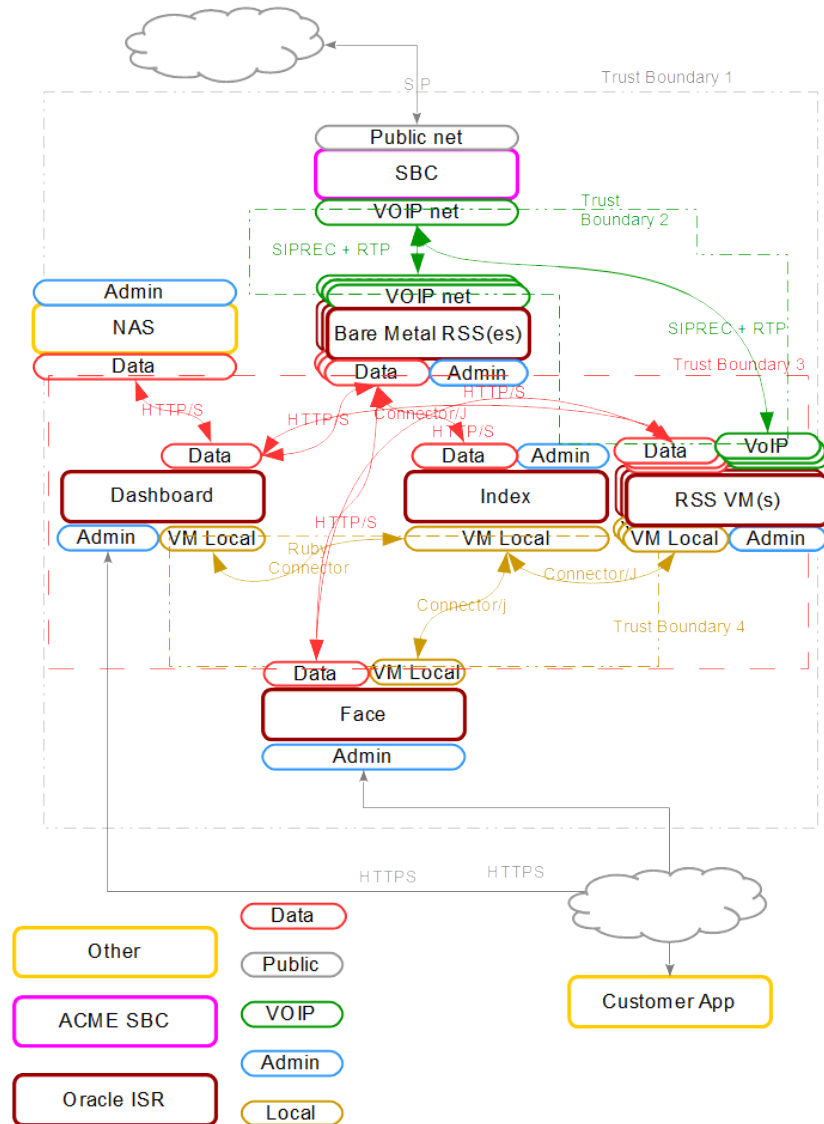 Trust Boundary 1
SIP
Public net
SBC
VOIP net
Trust
Boundary 2
SIPREC + RTP
Admin
NAS
Data
VOIP net
Bare Metal RSS(es)
Data
Admin
SIPREC + RTP
Trust Boundary 3
HTTP/S
HTTP/S
Connector/J
HTTP/S
HTTP/S
Data
Dashboard
Admin
VM Local
Data
Admin
Index
VM Local
Data
VoIP
RSS VM(s)
VM Local
Admin
HTTP/S
Ruby
Connector
Connector/J
Connector/j
Trust Boundary 4
Data
VM Local
Face
Admin
HTTPS
HTTPS
Other
ACME SBC
Oracle ISR
Data
Public
VOIP
Admin
Local
Customer App